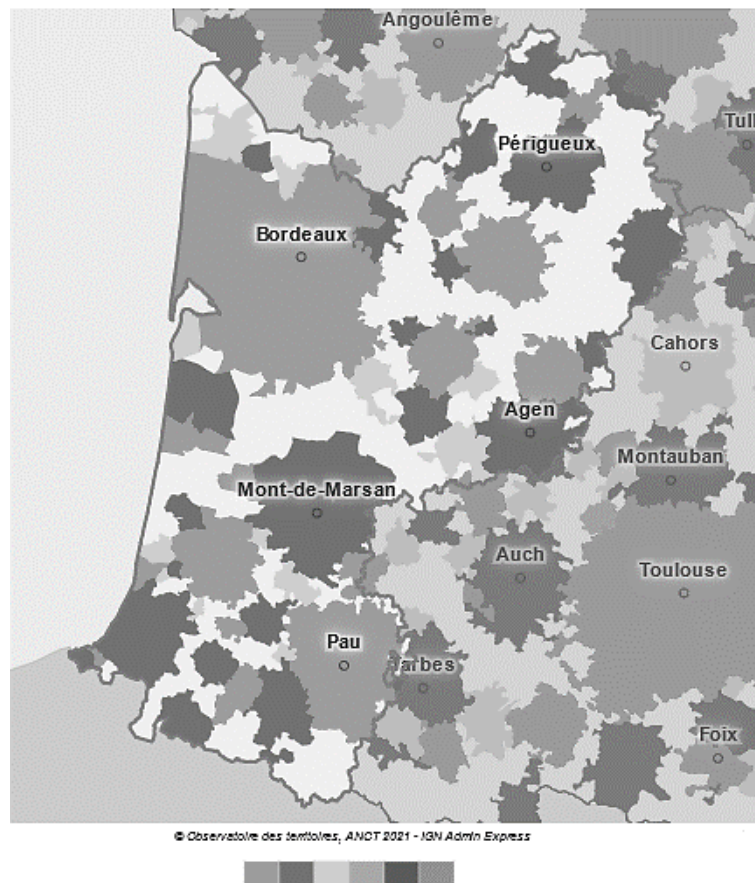 Angoulême
Tull
Périgueux
Bordeaux
Cahors
Agen
Montauban
Mont-de-Marsan
Auch
Toulouse
Pau
Tarbes
Foix
© Observatoire des territoires, ANCT 2021 - IGN Admin Express